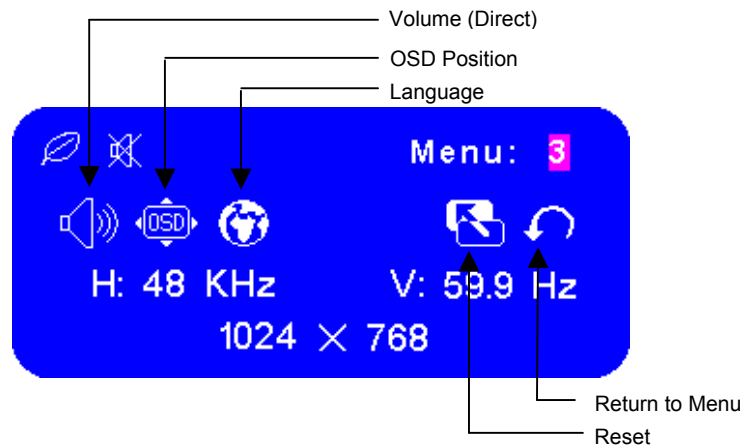 Volume (Direct)
OSD Position
Language
Menu: 3
OSD
H: 48 KHz V: 59.9 Hz
1024 × 768
Return to Menu
Reset